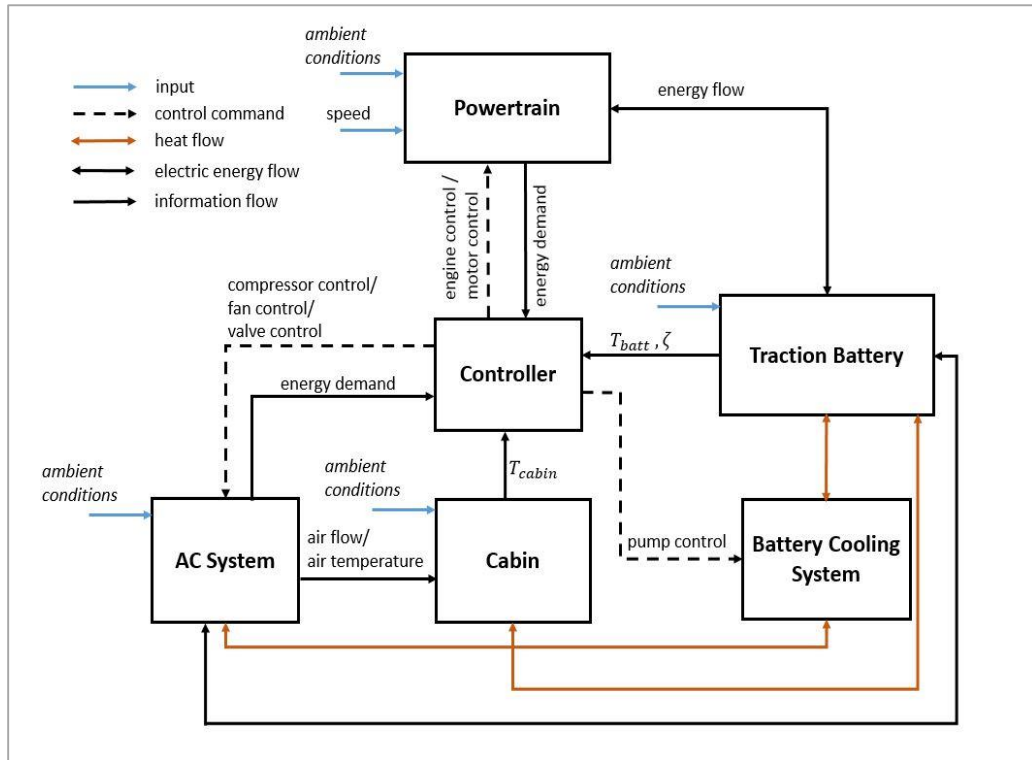 ambient
conditions
input
control command
heat flow
electric energy flow
information flow
speed
Powertrain
energy flow
engine control /
motor control
energy demand
ambient
conditions
compressor control/
fan control/
valve control
T_batt , ζ
Traction Battery
Controller
energy demand
T_cabin
ambient
conditions
ambient
conditions
air flow/
air temperature
AC System
Cabin
pump control
Battery Cooling
System